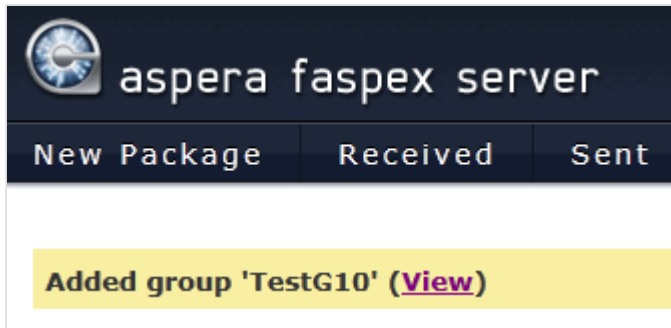 aspera faspex server
New Package Received Sent
Added group 'TestG10' (View)